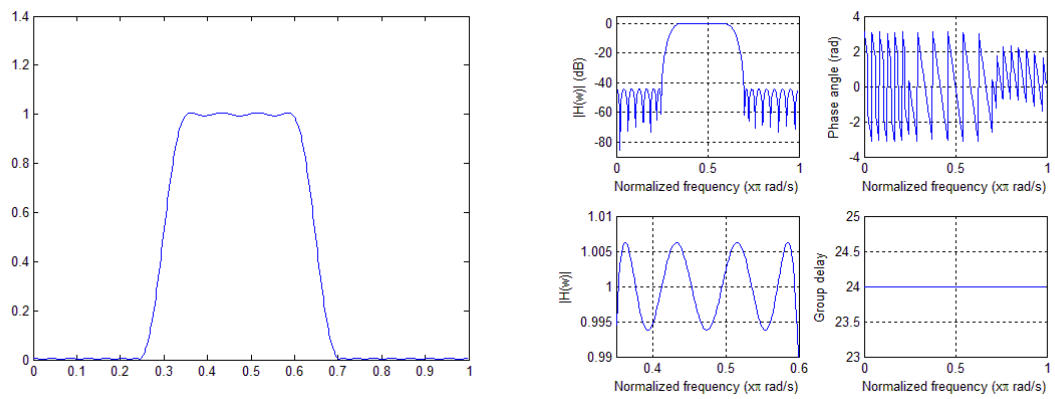 1.4
1.2
1
0.8
0.6
0.4
0.2
0
0 0.1 0.2 0.3 0.4 0.5 0.6 0.7 0.8 0.9 1
|H(w)| (dB)
0
-20
-40
-60
-80
0 0.5 1
Normalized frequency (xπ rad/s)
Phase angle (rad)
4
2
0
-2
-4
0 0.5 1
Normalized frequency (xπ rad/s)
|H(w)|
1.01
1.005
1
0.995
0.99
0.4 0.5 0.6
Normalized frequency (xπ rad/s)
Group delay
25
24.5
24
23.5
23
0 0.5 1
Normalized frequency (xπ rad/s)